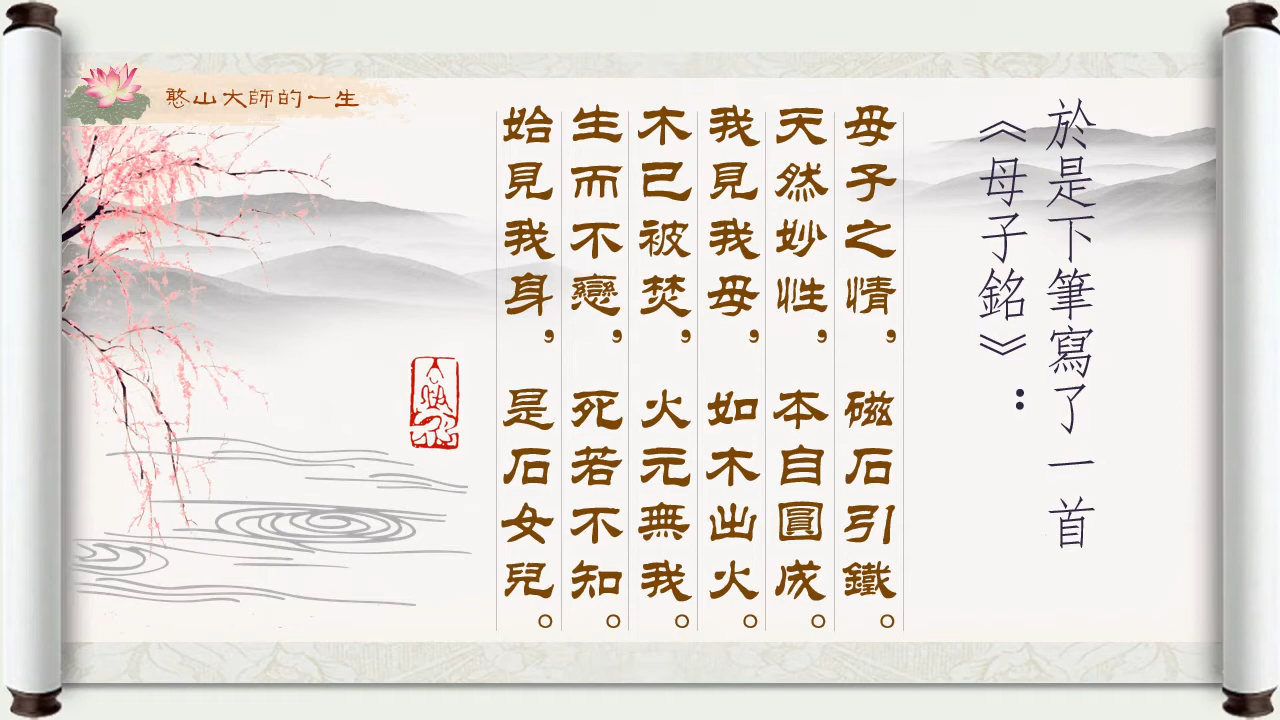 憨山大師的一生
於是下筆寫了一首
《母子銘》：
母子之情，磁石引鐵。
天然妙性，本自圓成。
我見我母，如木出火。
木已被焚，火元無我。
生而不戀，死若不知。
始見我身，是石女兒。